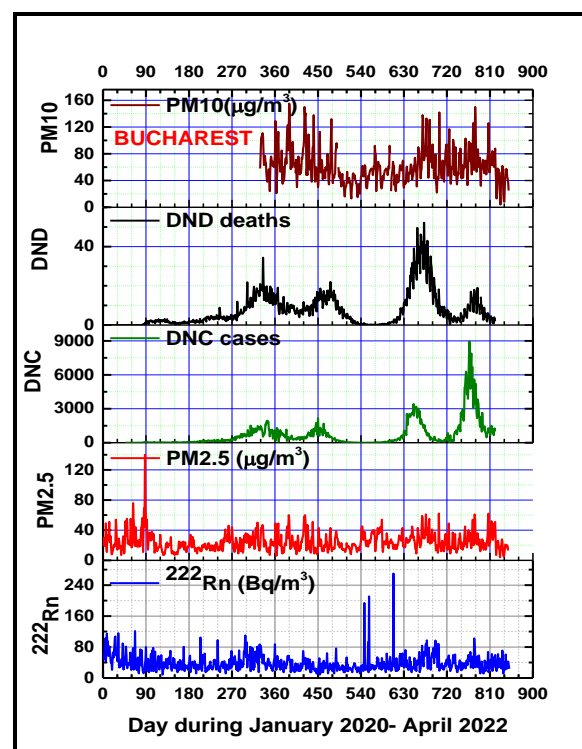 0 90 180 270 360 450 540 630 720 810 900
PM10
160
120
80
40
0
PM10(μg/m³)
BUCHAREST
DND
40
0
DND deaths
DNC
9000
6000
3000
0
DNC cases
PM2.5
120
80
40
0
PM2.5 (μg/m³)
222Rn
240
160
80
0
²²²Rn (Bq/m³)
0 90 180 270 360 450 540 630 720 810 900
Day during January 2020- April 2022